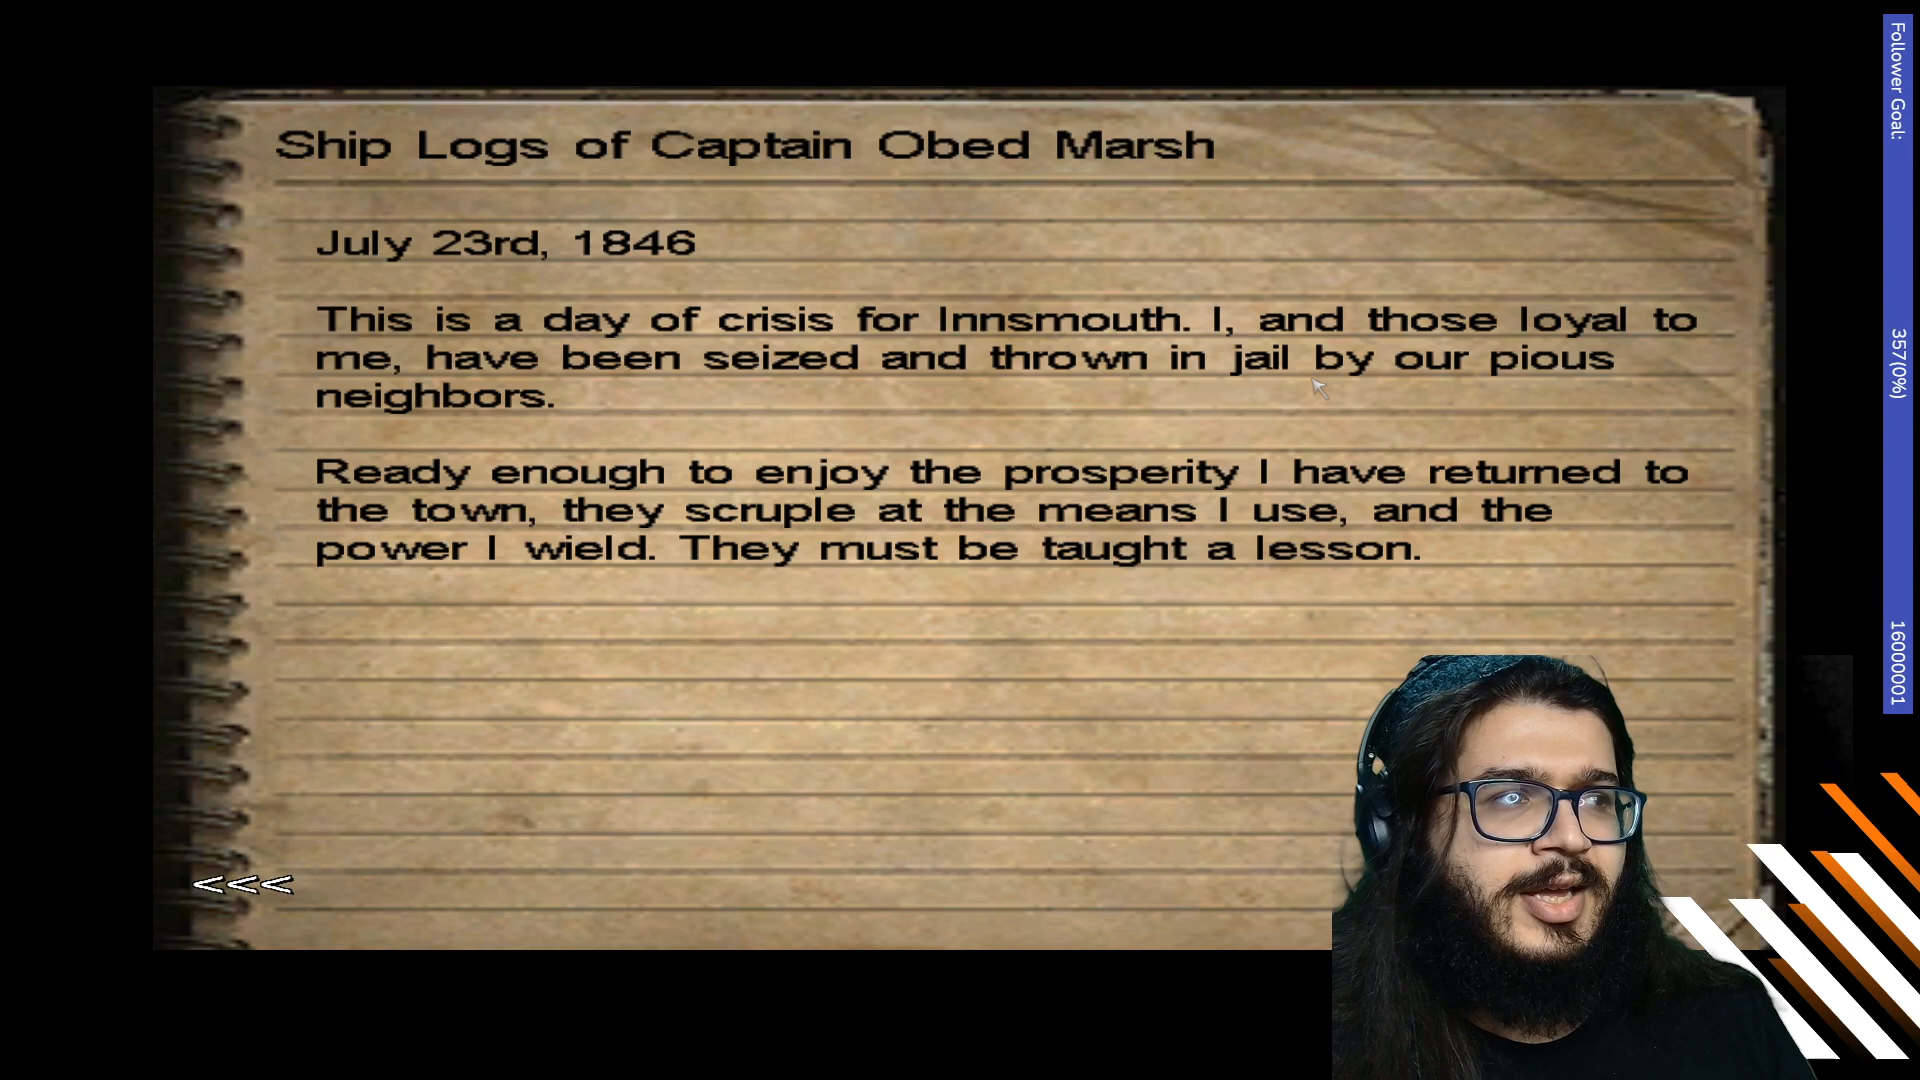 Ship Logs of Captain Obed Marsh
July 23rd, 1846
This is a day of crisis for Innsmouth. I, and those loyal to
me, have been seized and thrown in jail by our pious
neighbors.
Ready enough to enjoy the prosperity I have returned to
the town, they scruple at the means I use, and the
power I wield. They must be taught a lesson.
<<<
Follower Goal:
357(0%)
16000001